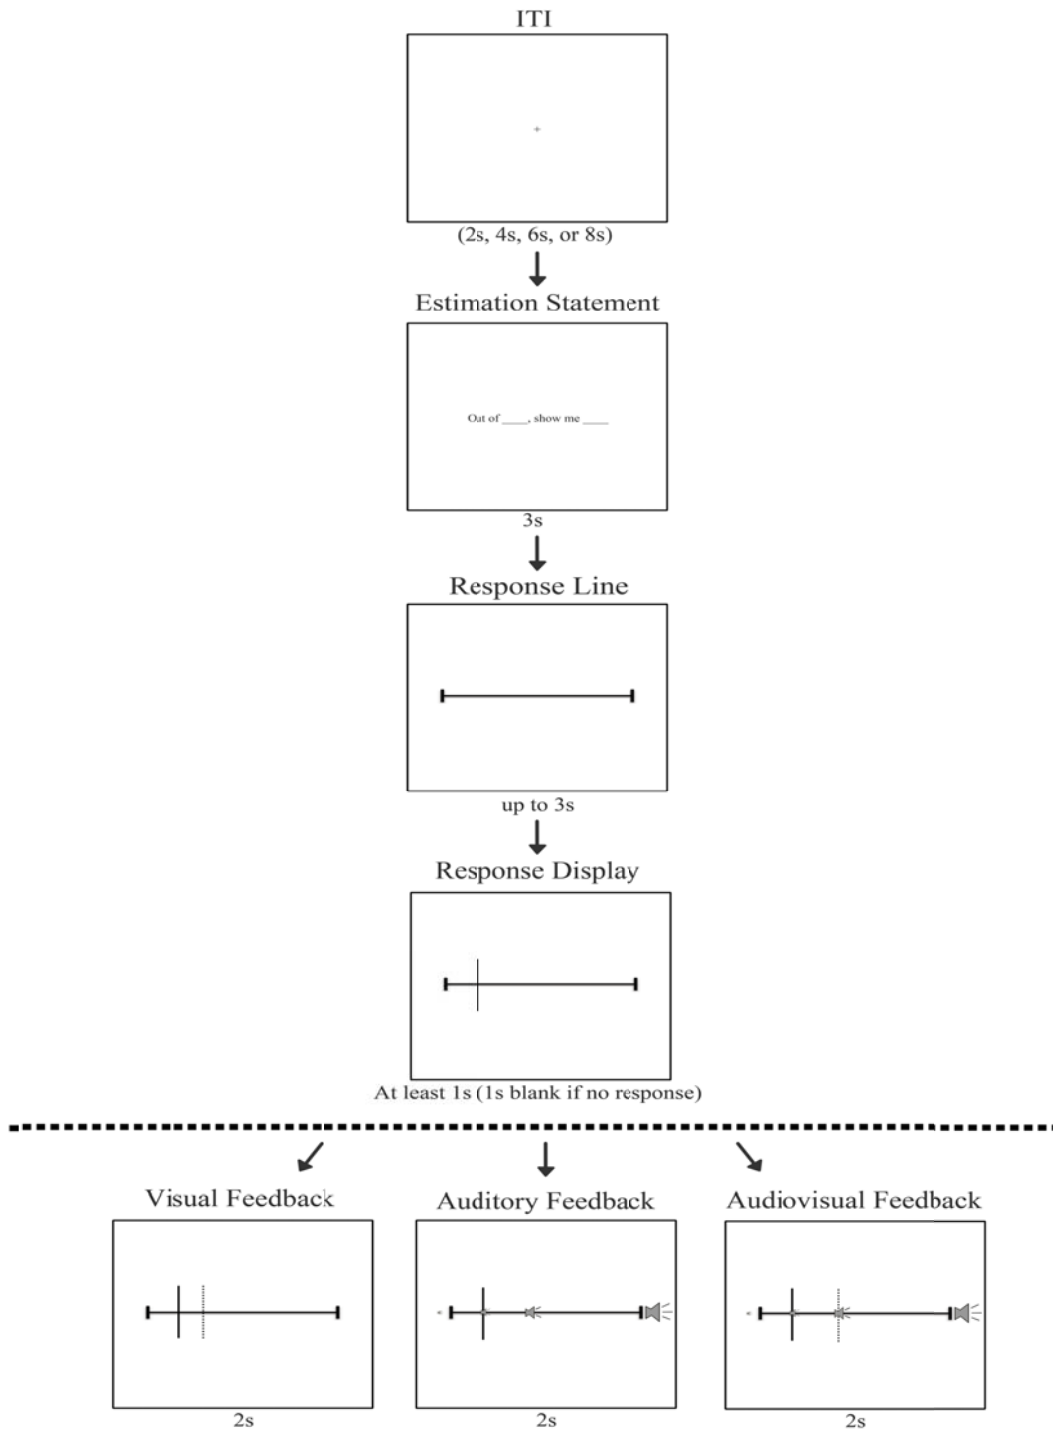 ITI
(2s, 4s, 6s, or 8s)
Estimation Statement
Out of ____, show me ____
3s
Response Line
up to 3s
Response Display
At least 1s (1s blank if no response)
Visual Feedback
Auditory Feedback
Audiovisual Feedback
2s
2s
2s